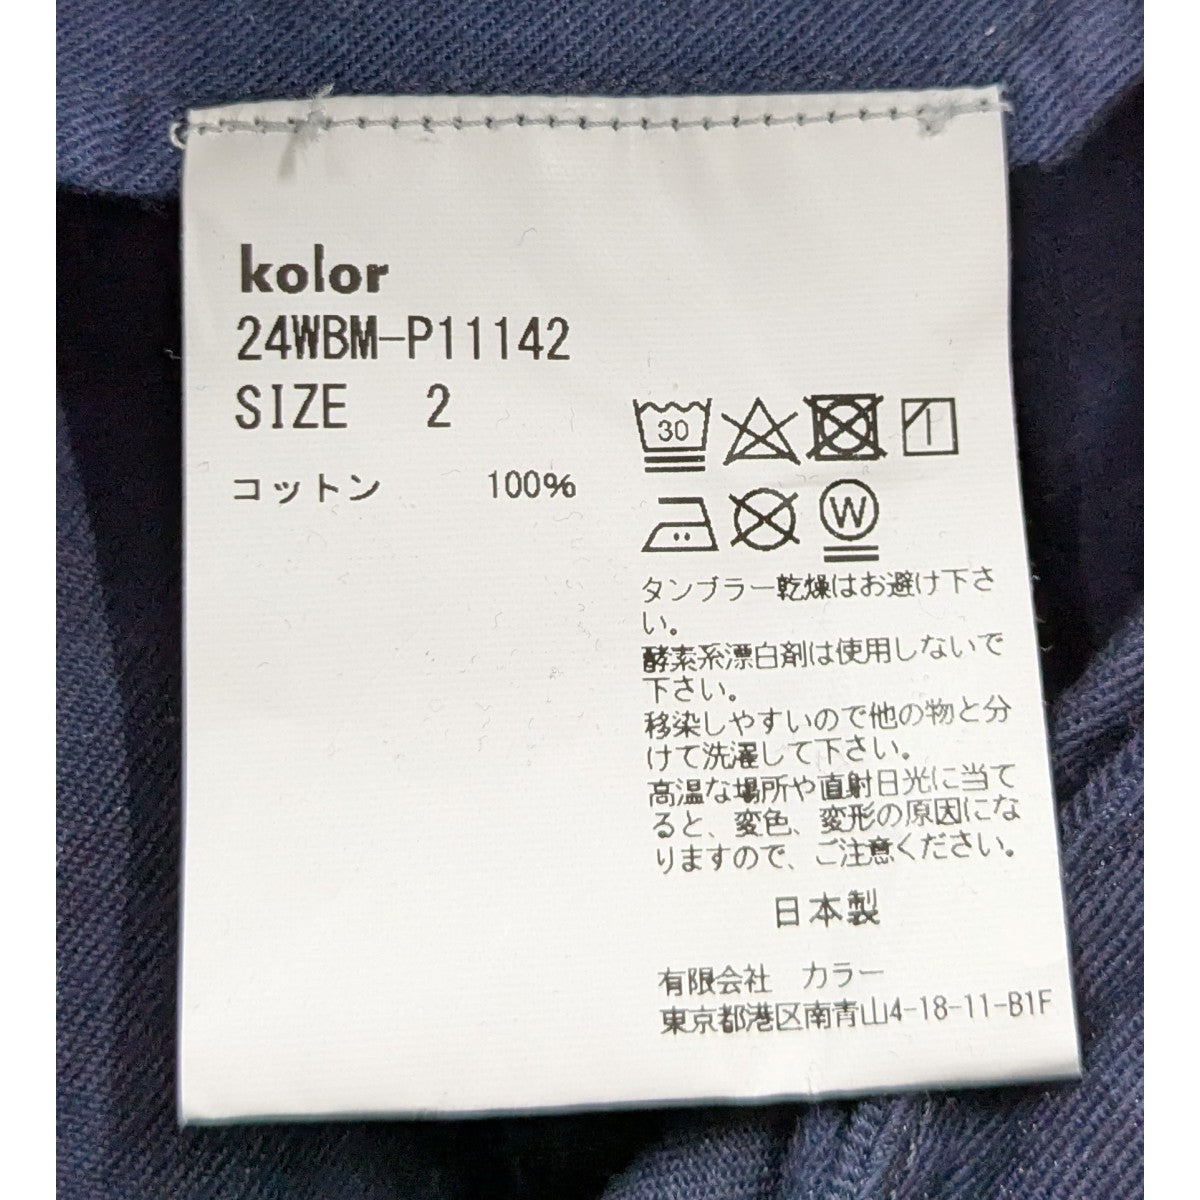 kolor
24WBM-P11142
SIZE 2
コットン 100%
30
W
タンブラー乾燥はお避け下さ
い。
酵素系漂白剤は使用しないで
下さい。
移染しやすいので他の物と分
けて洗濯して下さい。
高温な場所や直射日光に当て
ると、変色、変形の原因にな
りますので、ご注意ください。
日本製
有限会社 カラー
東京都港区南青山4-18-11-B1F